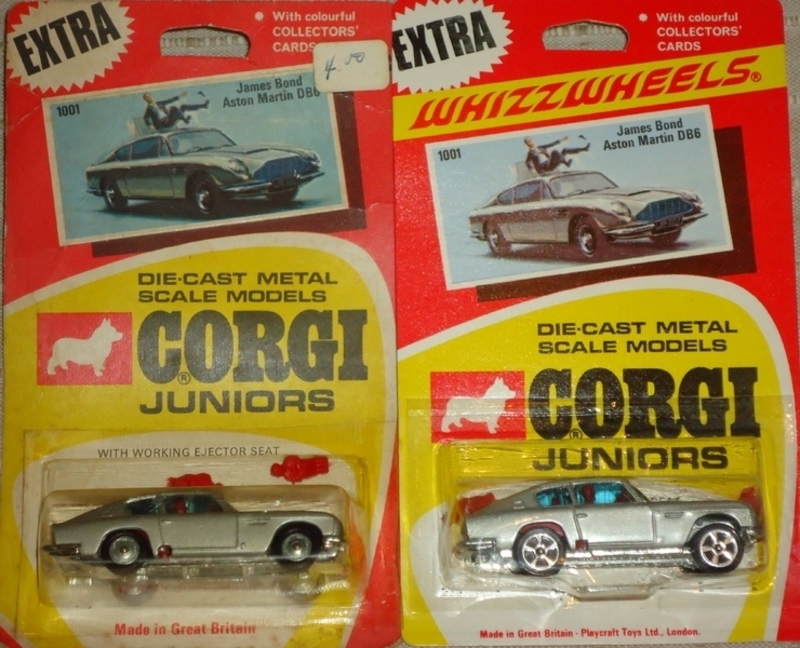 EXTRA
With colourful
COLLECTORS'
CARDS
4.00
1001
James Bond
Aston Martin DB6
DIE-CAST METAL
SCALE MODELS
CORGI®
JUNIORS
WITH WORKING EJECTOR SEAT
Made in Great Britain
EXTRA
With colourful
COLLECTORS'
CARDS
WHIZZWHEELS®
1001
James Bond
Aston Martin DB6
DIE-CAST METAL
SCALE MODELS
CORGI®
JUNIORS
Made in Great Britain - Playcraft Toys Ltd., London.